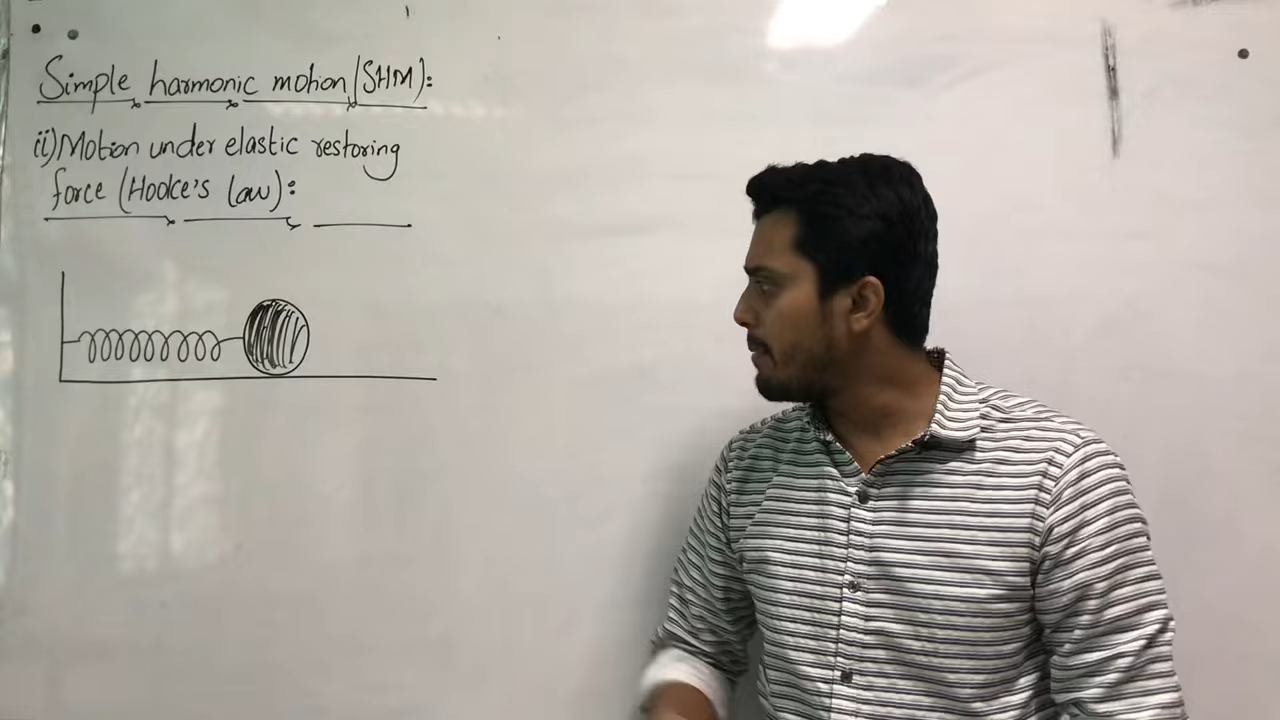 Simple harmonic motion (SHM):
ii) Motion under elastic restoring
force (Hooke's law):